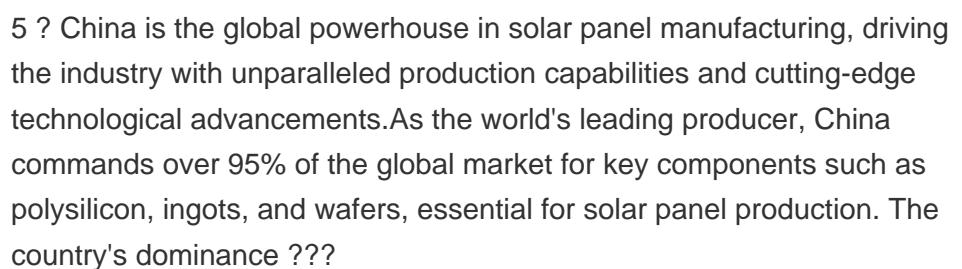 5 ? China is the global powerhouse in solar panel manufacturing, driving
the industry with unparalleled production capabilities and cutting-edge
technological advancements.As the world's leading producer, China
commands over 95% of the global market for key components such as
polysilicon, ingots, and wafers, essential for solar panel production. The
country's dominance ???